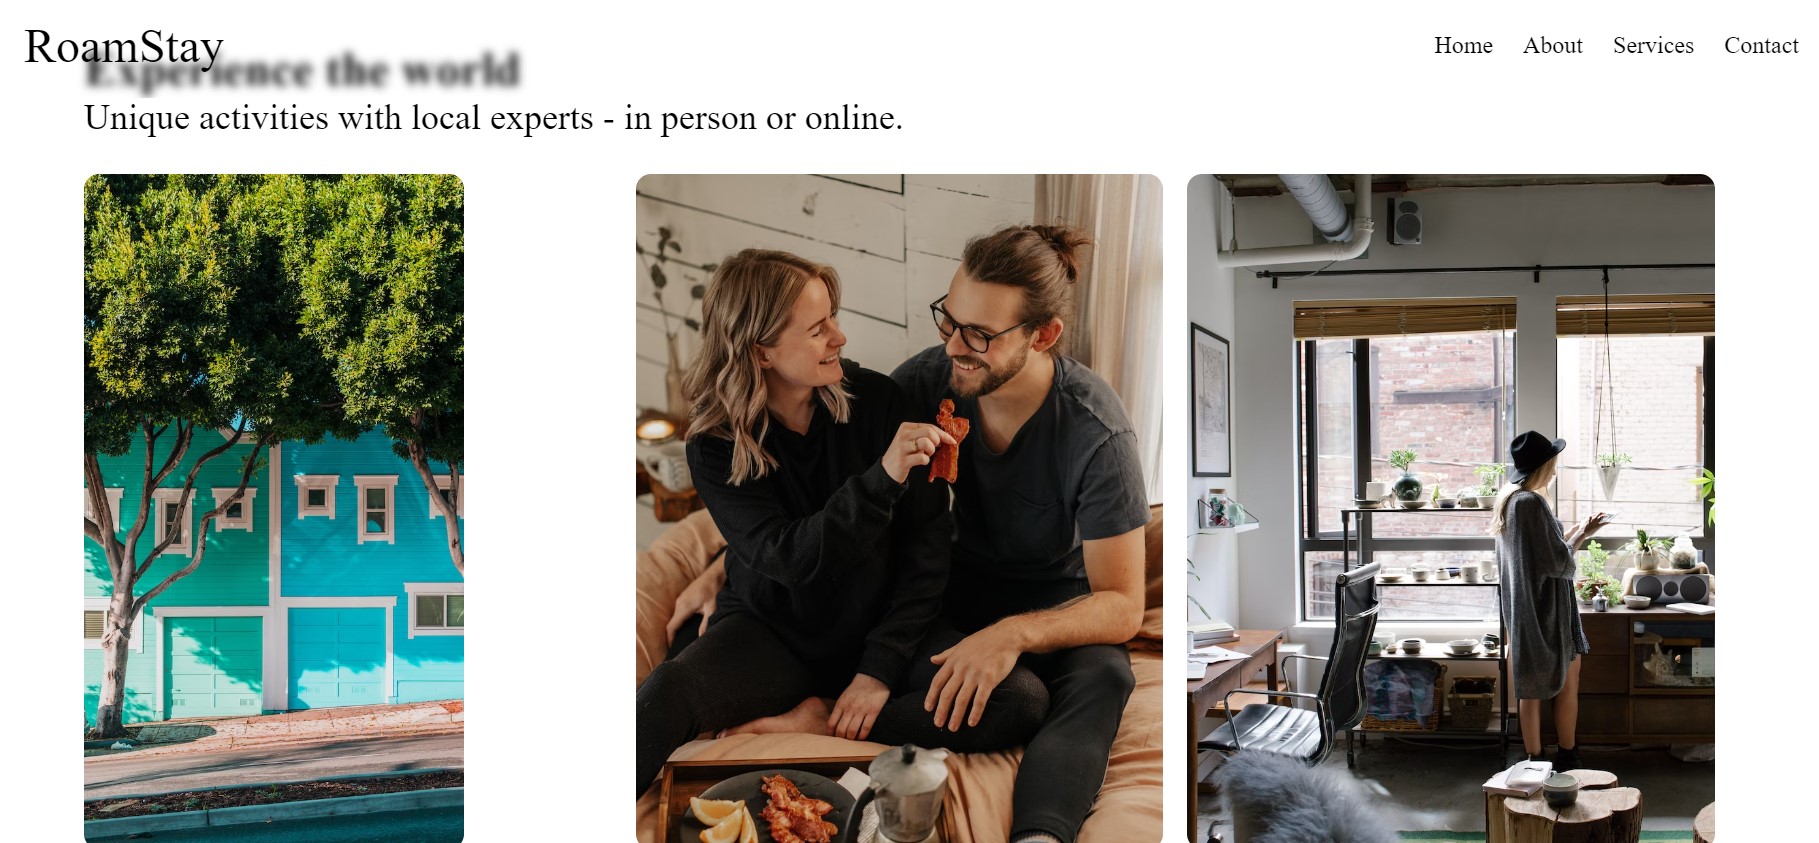 RoamStay
Home About Services Contact
Experience the world
Unique activities with local experts - in person or online.